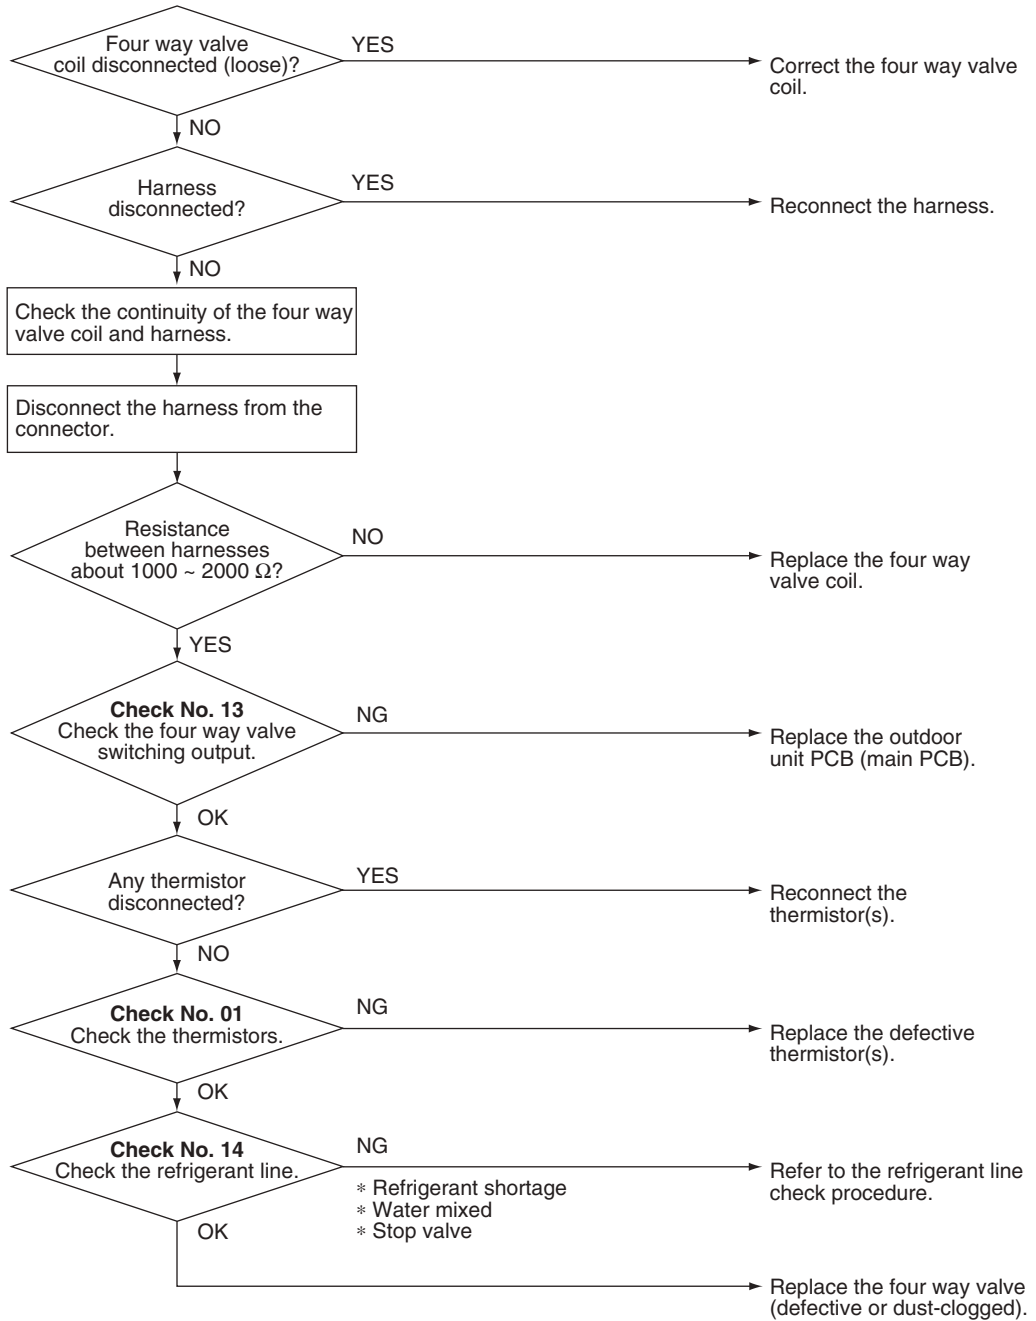 Four way valve
coil disconnected (loose)?
YES
Correct the four way valve
coil.
NO
Harness
disconnected?
YES
Reconnect the harness.
NO
Check the continuity of the four way
valve coil and harness.
Disconnect the harness from the
connector.
Resistance
between harnesses
about 1000 ~ 2000 Ω?
NO
Replace the four way
valve coil.
YES
Check No. 13
Check the four way valve
switching output.
NG
Replace the outdoor
unit PCB (main PCB).
OK
Any thermistor
disconnected?
YES
Reconnect the
thermistor(s).
NO
Check No. 01
Check the thermistors.
NG
Replace the defective
thermistor(s).
OK
Check No. 14
Check the refrigerant line.
NG
∗ Refrigerant shortage
∗ Water mixed
∗ Stop valve
Refer to the refrigerant line
check procedure.
OK
Replace the four way valve
(defective or dust-clogged).